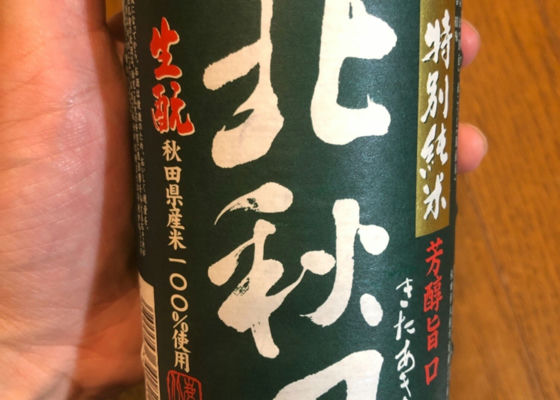 特別純米
芳醇旨口
きたあき
北秋
生酛
秋田県産米一〇〇%使用